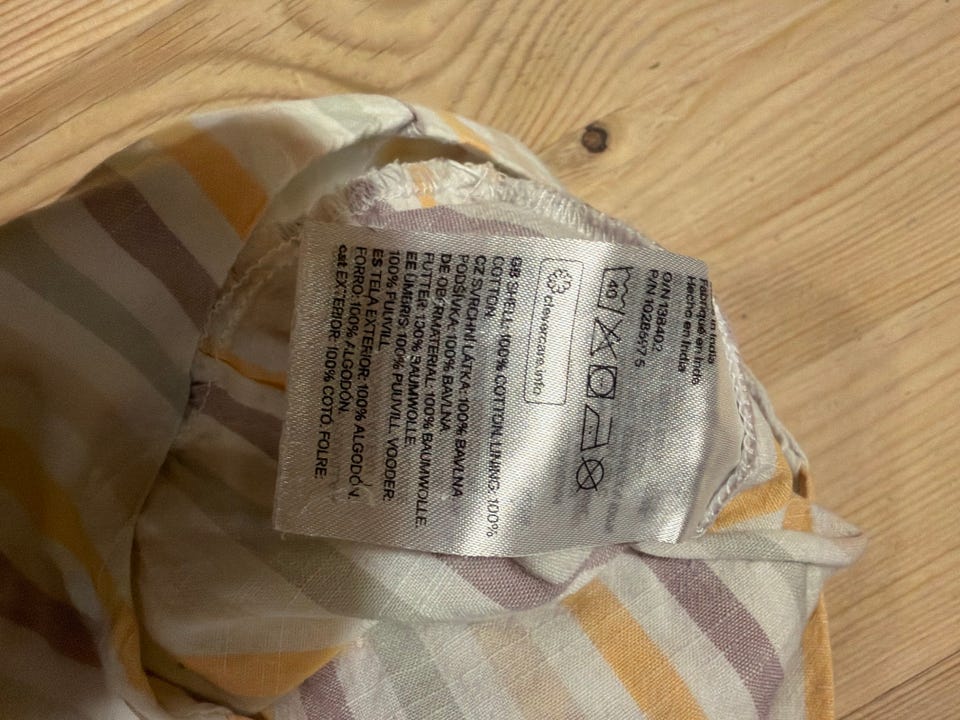 Fabriqué en Inde
Hecho en India
O/N 138402
P/N 10286975
40
clevercare.info
GB SHELL: 100% COTTON. LINING: 100%
COTTON.
CZ SVRCHNÍ LÁTKA: 100% BAVLNA
PODŠÍVKA: 100% BAVLNA
DE OBERMATERIAL: 100% BAUMWOLLE.
FUTTER: 100% BAUMWOLLE.
EE ÜMBRIS: 100% PUUVILL. VOODER:
100% PUUVILL
ES TELA EXTERIOR: 100% ALGODÓN.
FORRO: 100% ALGODÓN.
cat EXTERIOR: 100% COTÓ. FOLRE: